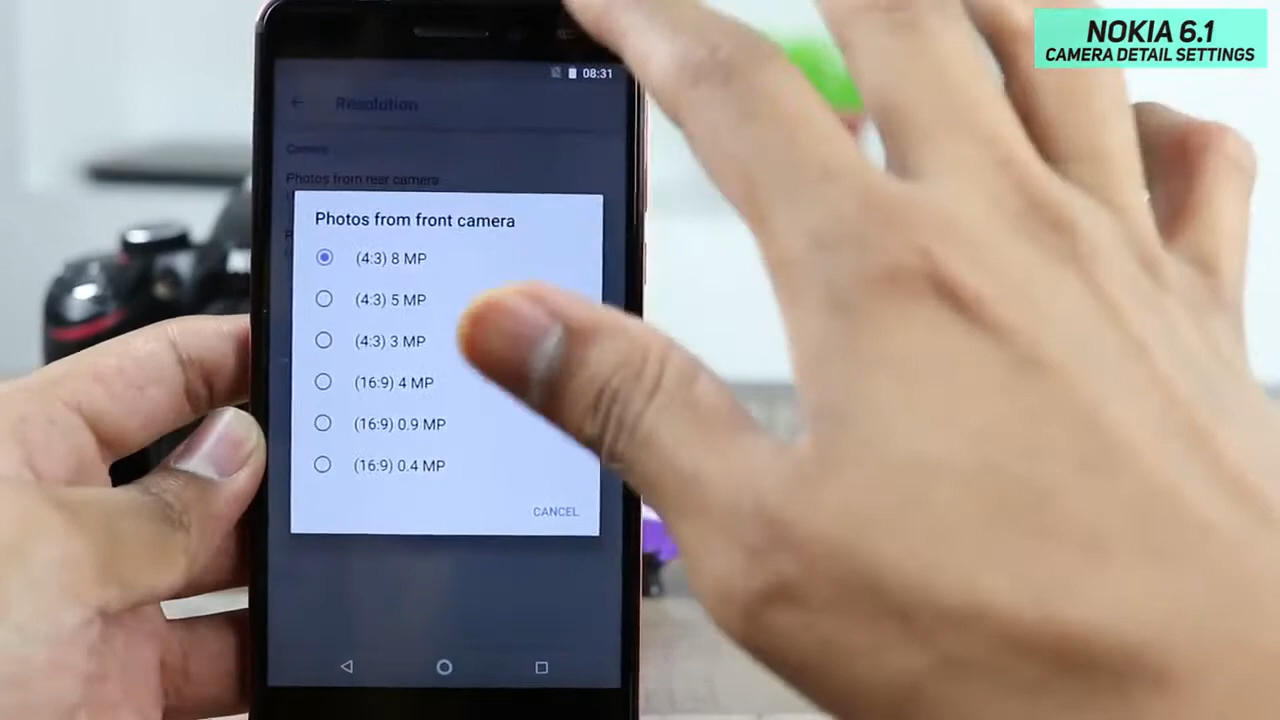 NOKIA 6.1
CAMERA DETAIL SETTINGS
08:31
Resolution
Camera
Photos from rear camera
Photos from front camera
(4:3) 8 MP
(4:3) 5 MP
(4:3) 3 MP
(16:9) 4 MP
(16:9) 0.9 MP
(16:9) 0.4 MP
CANCEL